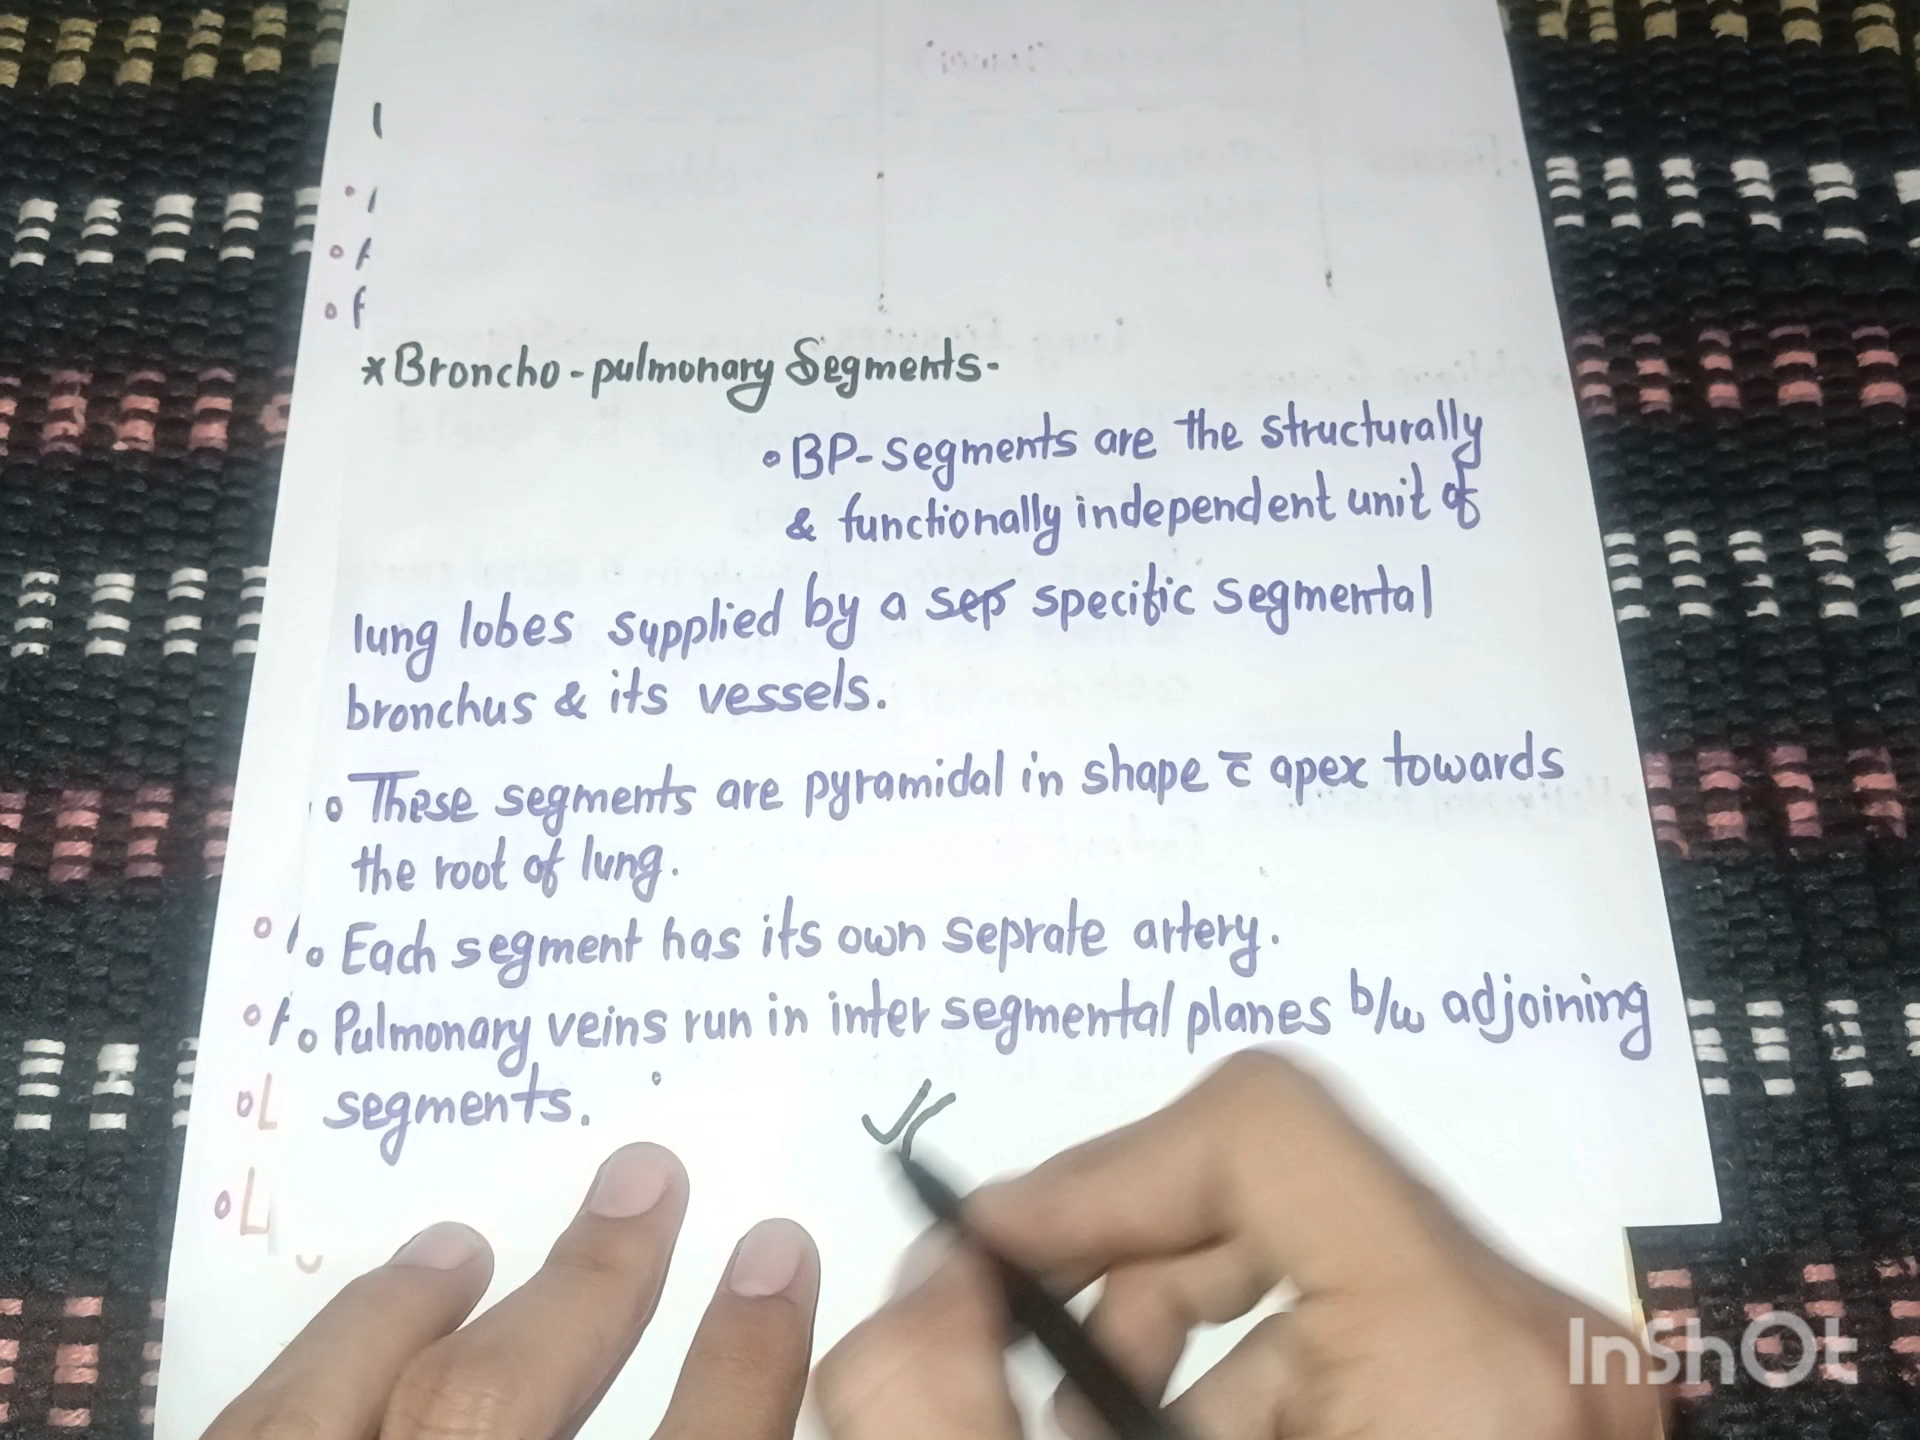 * Broncho-pulmonary Segments-
• BP-segments are the structurally
& functionally independent unit of
lung lobes supplied by a sep specific segmental
bronchus & its vessels.
• These segments are pyramidal in shape c̅ apex towards
the root of lung.
• Each segment has its own seprate artery.
• Pulmonary veins run in inter segmental planes b/w adjoining
segments.
InShOt